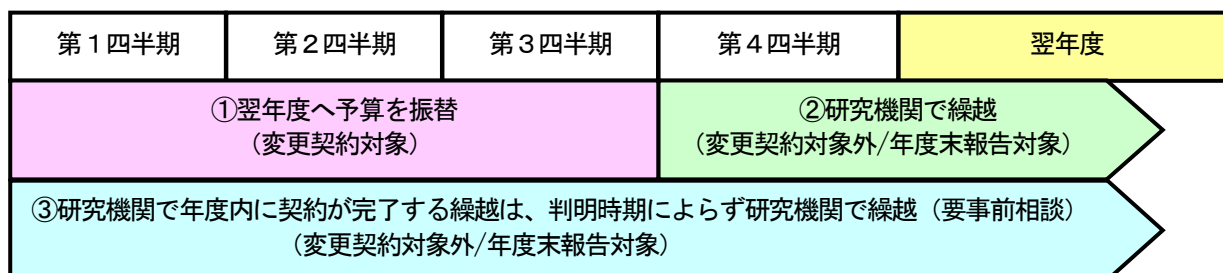 第１四半期
第２四半期
第３四半期
第４四半期
翌年度
①翌年度へ予算を振替
（変更契約対象）
②研究機関で繰越
（変更契約対象外/年度末報告対象）
③研究機関で年度内に契約が完了する繰越は、判明時期によらず研究機関で繰越（要事前相談）
（変更契約対象外/年度末報告対象）